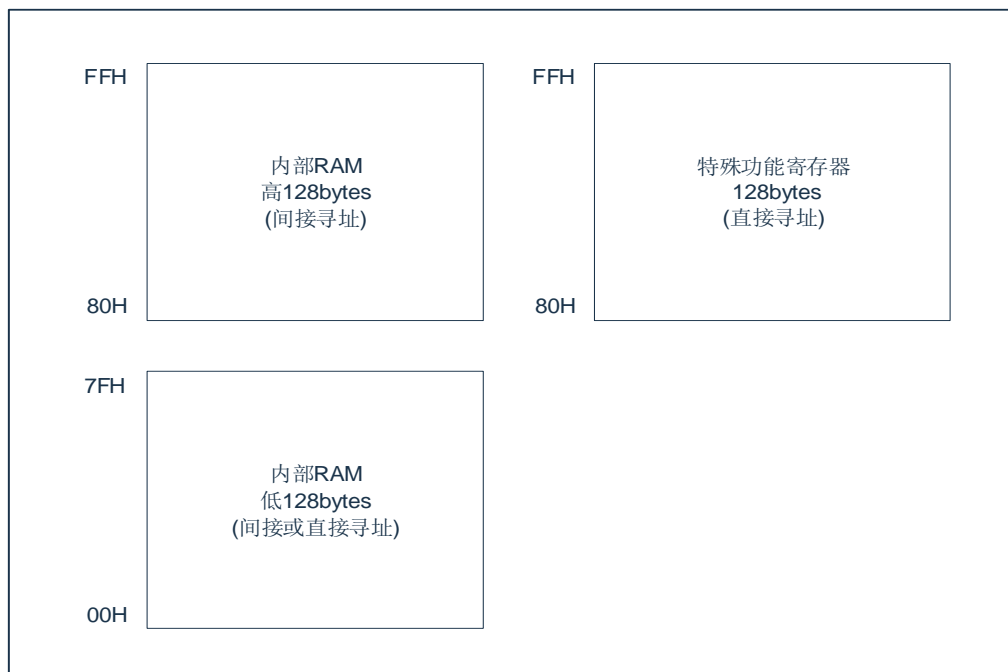 FFH
内部RAM
高128bytes
(间接寻址)
80H
FFH
特殊功能寄存器
128bytes
(直接寻址)
80H
7FH
内部RAM
低128bytes
(间接或直接寻址)
00H